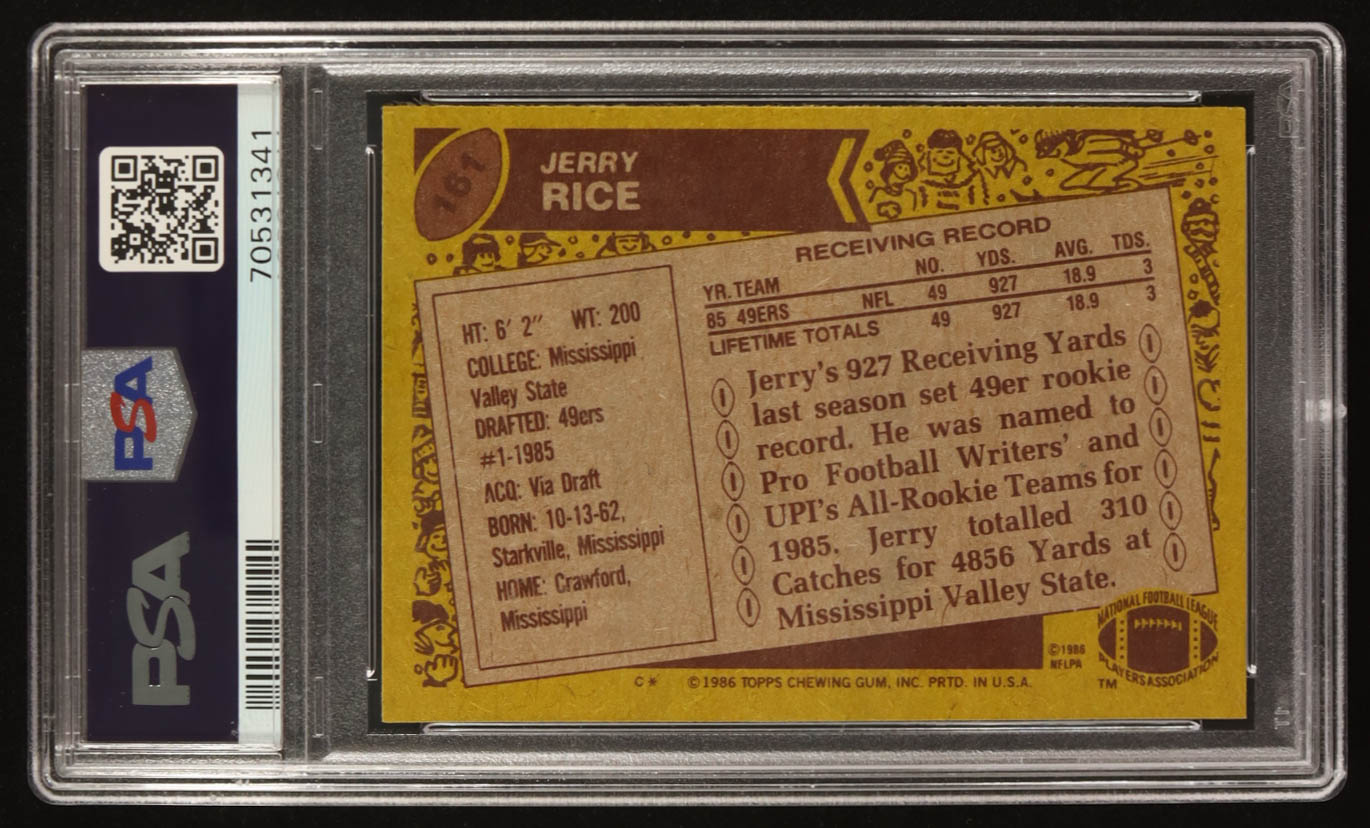 70531341
PSA
PSA
161
JERRY
RICE
RECEIVING RECORD
YR. TEAM NO. YDS. AVG. TDS.
85 49ERS NFL 49 927 18.9 3
LIFETIME TOTALS 49 927 18.9 3
HT: 6' 2" WT: 200
COLLEGE: Mississippi
Valley State
DRAFTED: 49ers
#1-1985
ACQ: Via Draft
BORN: 10-13-62,
Starkville, Mississippi
HOME: Crawford,
Mississippi
Jerry's 927 Receiving Yards
last season set 49er rookie
record. He was named to
Pro Football Writers' and
UPI's All-Rookie Teams for
1985. Jerry totalled 310
Catches for 4856 Yards at
Mississippi Valley State.
©1986
NFLPA
NATIONAL FOOTBALL LEAGUE
PLAYERS ASSOCIATION
TM
C* ©1986 TOPPS CHEWING GUM, INC. PRTD. IN U.S.A.